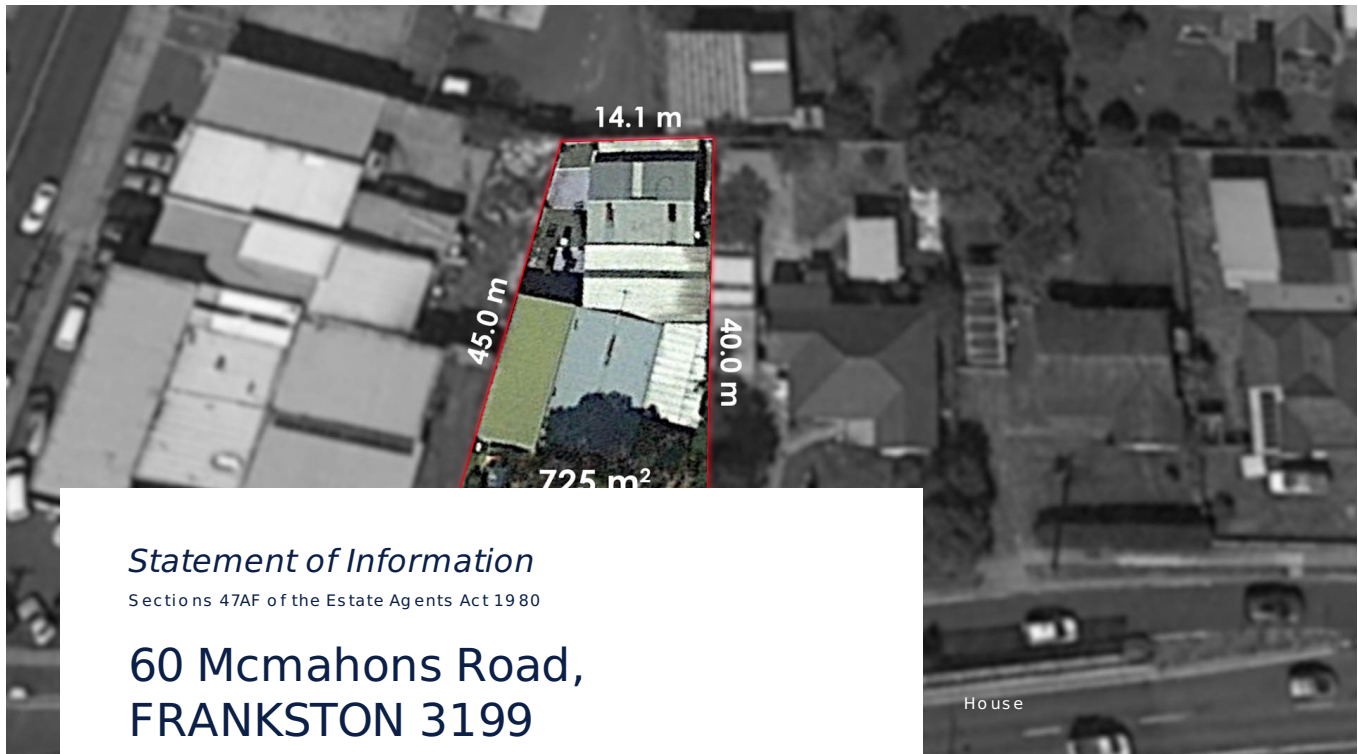 14.1 m
45.0 m
40.0 m
725 m²
Statement of Information
Sections 47AF of the Estate Agents Act 1980
60 Mcmahons Road,
FRANKSTON 3199
House